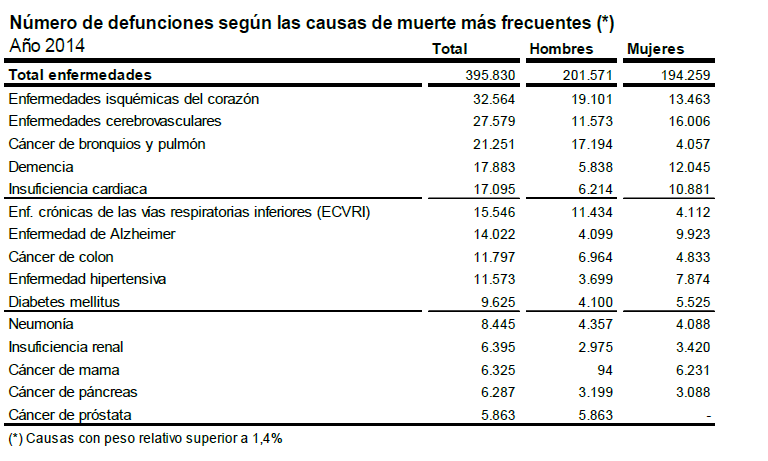 Número de defunciones según las causas de muerte más frecuentes (*)
Año 2014 Total Hombres Mujeres
Total enfermedades 395.830 201.571 194.259
Enfermedades isquémicas del corazón 32.564 19.101 13.463
Enfermedades cerebrovasculares 27.579 11.573 16.006
Cáncer de bronquios y pulmón 21.251 17.194 4.057
Demencia 17.883 5.838 12.045
Insuficiencia cardiaca 17.095 6.214 10.881
Enf. crónicas de las vías respiratorias inferiores (ECVRI) 15.546 11.434 4.112
Enfermedad de Alzheimer 14.022 4.099 9.923
Cáncer de colon 11.797 6.964 4.833
Enfermedad hipertensiva 11.573 3.699 7.874
Diabetes mellitus 9.625 4.100 5.525
Neumonía 8.445 4.357 4.088
Insuficiencia renal 6.395 2.975 3.420
Cáncer de mama 6.325 94 6.231
Cáncer de páncreas 6.287 3.199 3.088
Cáncer de próstata 5.863 5.863 -
(*) Causas con peso relativo superior a 1,4%